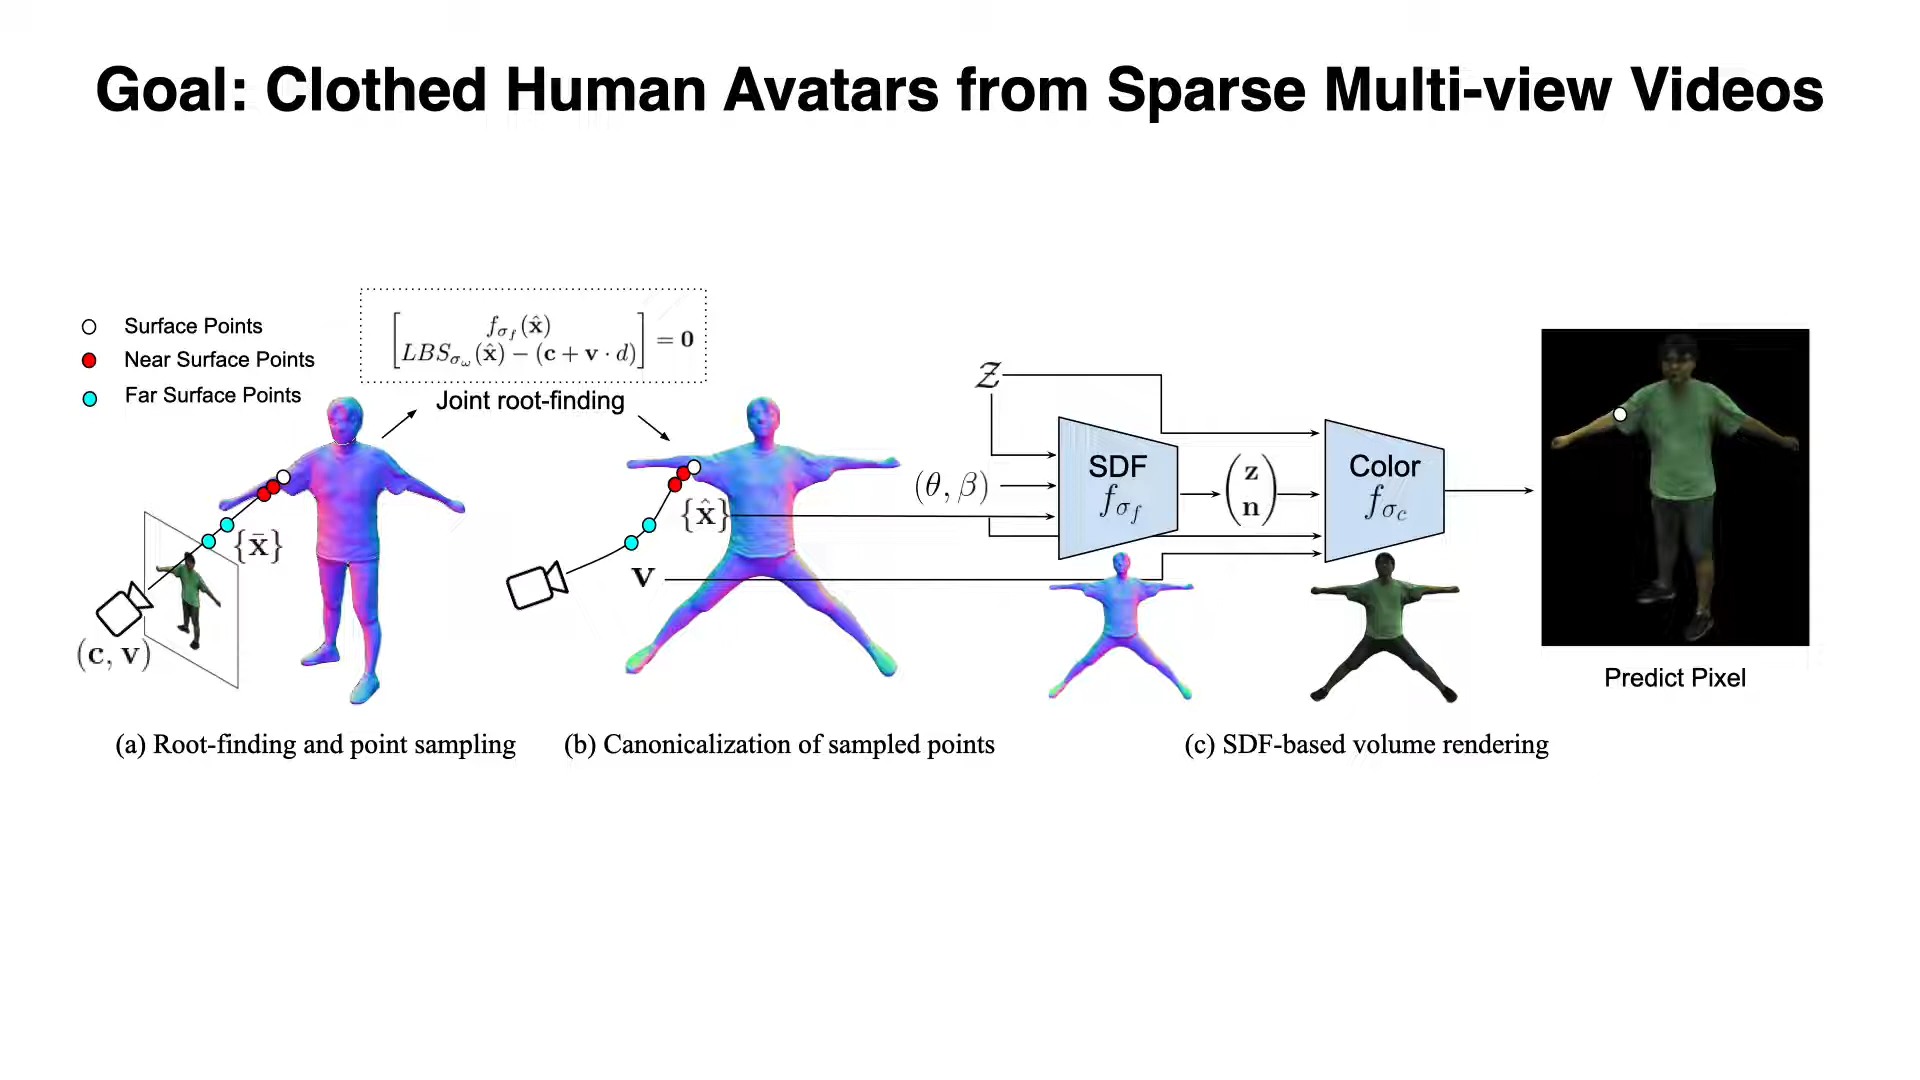 Goal: Clothed Human Avatars from Sparse Multi-view Videos
Surface Points
Near Surface Points
Far Surface Points
f_{σ_f}(x̂)
LBS_{σ_ω}(x̂) − (c + v · d)
= 0
Joint root-finding
{x̄}
(c, v)
{x̂}
v
𝒵
(θ, β)
SDF
f_{σ_f}
z
n
Color
f_{σ_c}
Predict Pixel
(a) Root-finding and point sampling
(b) Canonicalization of sampled points
(c) SDF-based volume rendering